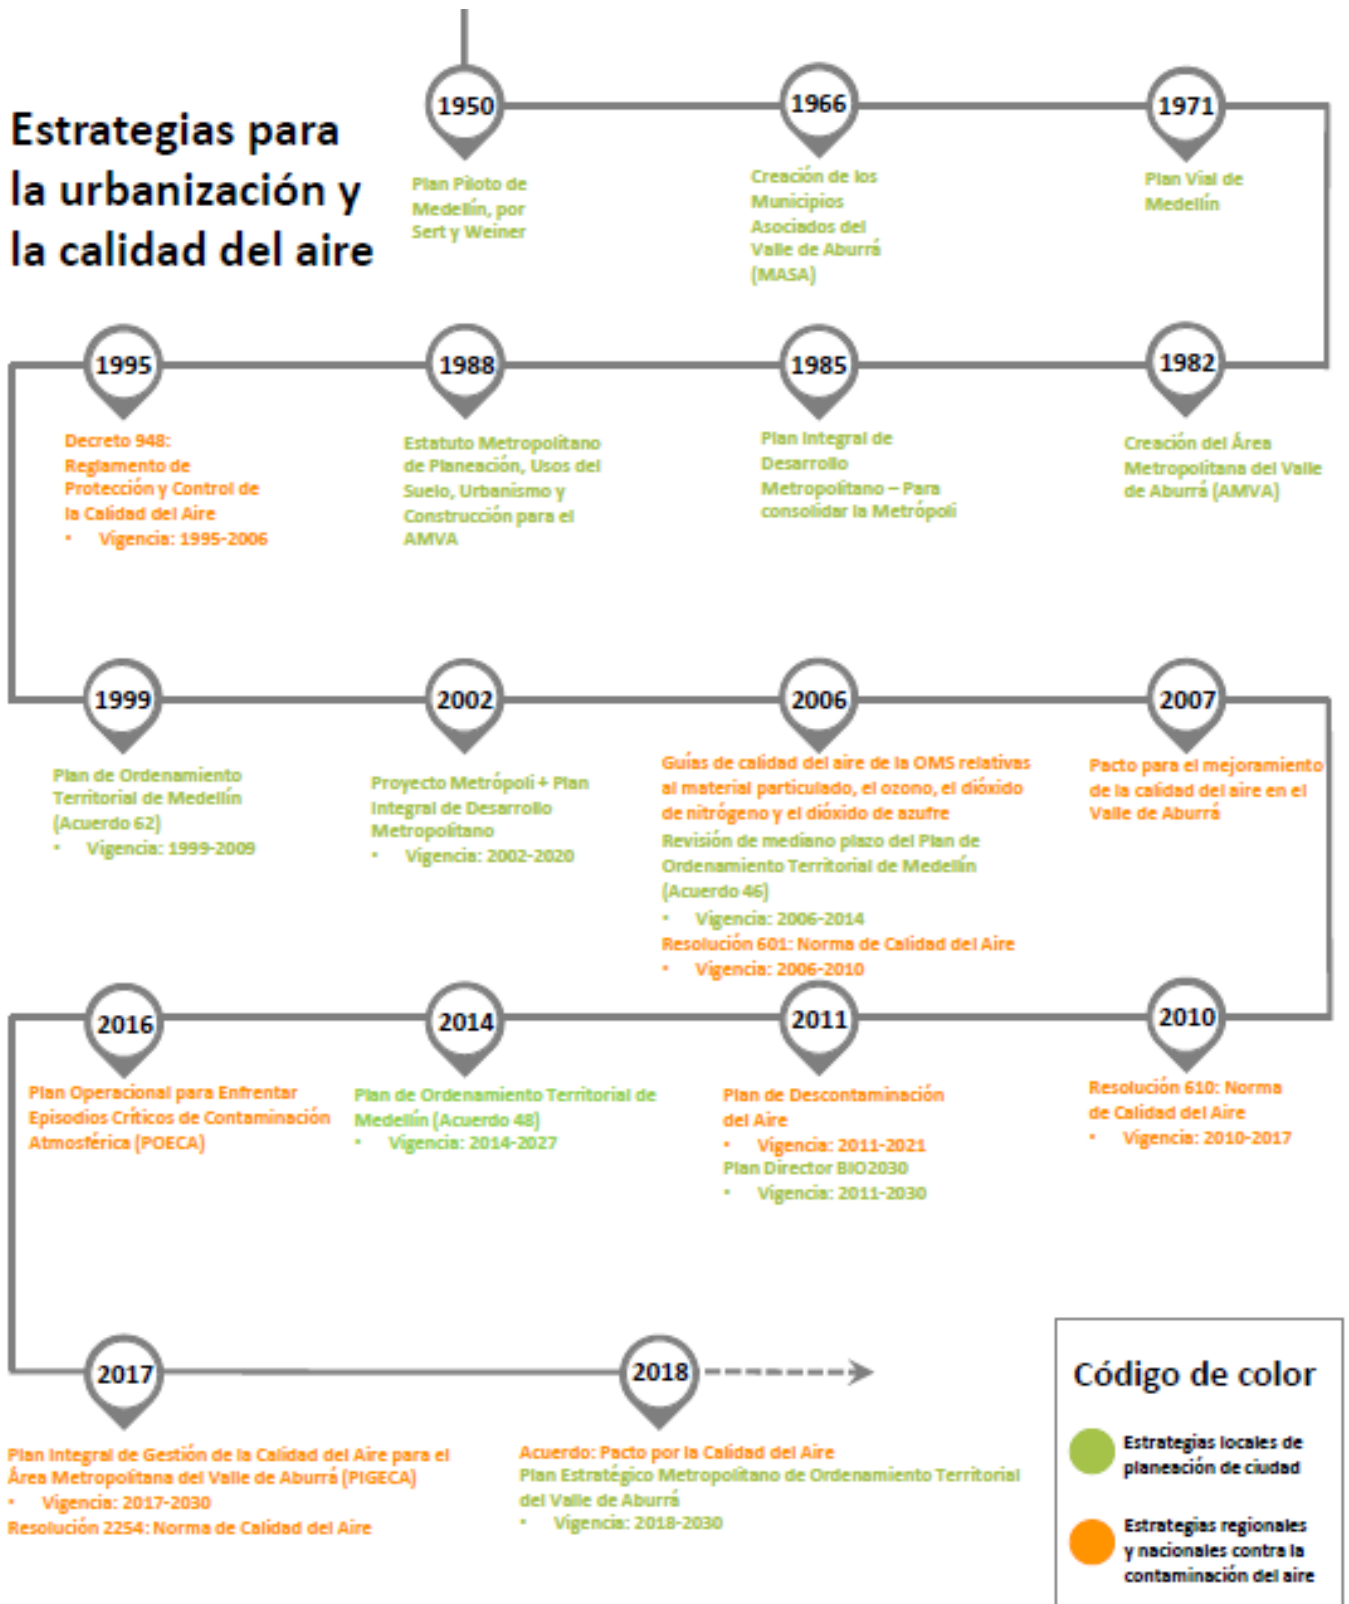 Estrategias para
la urbanización y
la calidad del aire
1950
Plan Piloto de
Medellín, por
Sert y Weiner
1966
Creación de los
Municipios
Asociados del
Valle de Aburrá
(MASA)
1971
Plan Vial de
Medellín
1995
Decreto 948:
Reglamento de
Protección y Control de
la Calidad del Aire
• Vigencia: 1995-2006
1988
Estatuto Metropolitano
de Planeación, Usos del
Suelo, Urbanismo y
Construcción para el
AMVA
1985
Plan Integral de
Desarrollo
Metropolitano – Para
consolidar la Metrópoli
1982
Creación del Área
Metropolitana del Valle
de Aburrá (AMVA)
1999
Plan de Ordenamiento
Territorial de Medellín
(Acuerdo 62)
• Vigencia: 1999-2009
2002
Proyecto Metrópoli + Plan
Integral de Desarrollo
Metropolitano
• Vigencia: 2002-2020
2006
Guías de calidad del aire de la OMS relativas
al material particulado, el ozono, el dióxido
de nitrógeno y el dióxido de azufre
Revisión de mediano plazo del Plan de
Ordenamiento Territorial de Medellín
(Acuerdo 46)
• Vigencia: 2006-2014
Resolución 601: Norma de Calidad del Aire
• Vigencia: 2006-2010
2007
Pacto para el mejoramiento
de la calidad del aire en el
Valle de Aburrá
2016
Plan Operacional para Enfrentar
Episodios Críticos de Contaminación
Atmosférica (POECA)
2014
Plan de Ordenamiento Territorial de
Medellín (Acuerdo 48)
• Vigencia: 2014-2027
2011
Plan de Descontaminación
del Aire
• Vigencia: 2011-2021
Plan Director BIO2030
• Vigencia: 2011-2030
2010
Resolución 610: Norma
de Calidad del Aire
• Vigencia: 2010-2017
2017
Plan Integral de Gestión de la Calidad del Aire para el
Área Metropolitana del Valle de Aburrá (PIGECA)
• Vigencia: 2017-2030
Resolución 2254: Norma de Calidad del Aire
2018
Acuerdo: Pacto por la Calidad del Aire
Plan Estratégico Metropolitano de Ordenamiento Territorial
del Valle de Aburrá
• Vigencia: 2018-2030
Código de color
Estrategias locales de
planeación de ciudad
Estrategias regionales
y nacionales contra la
contaminación del aire